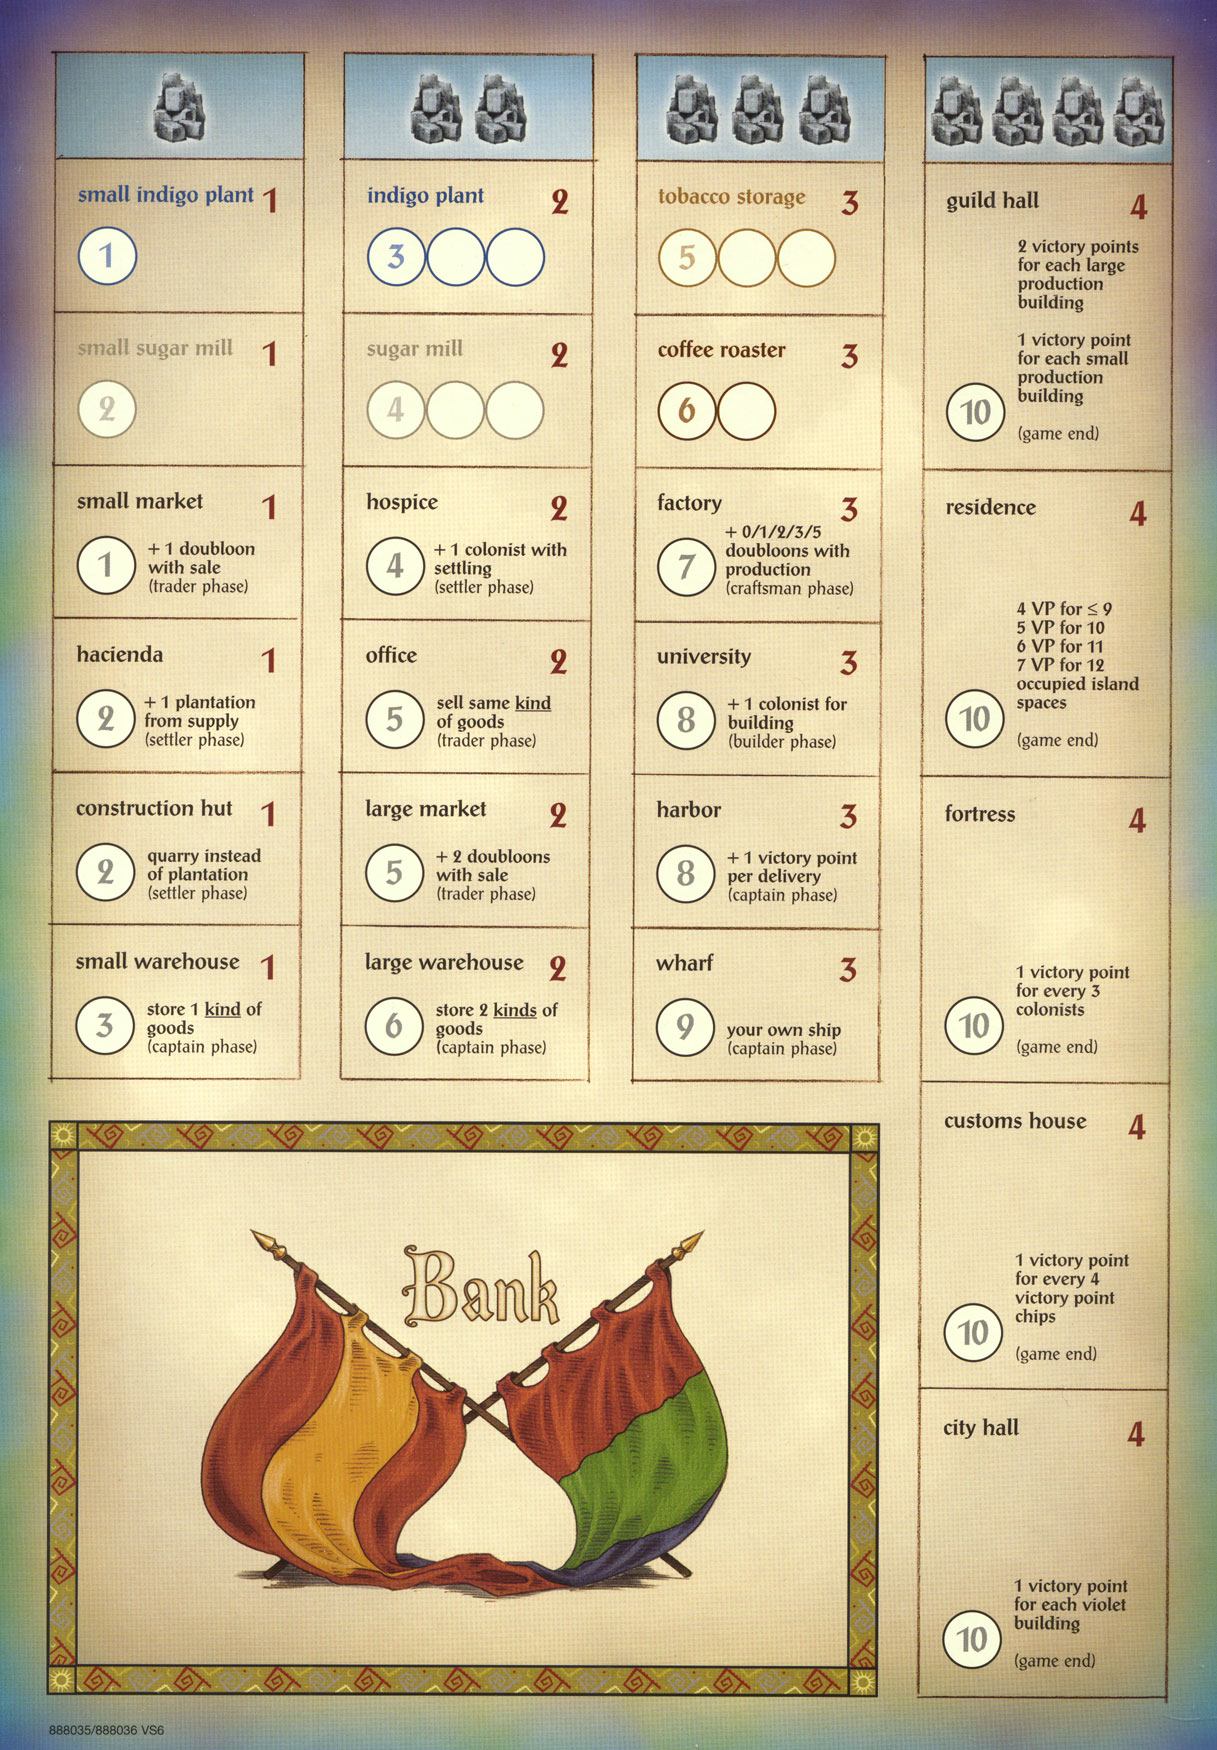 small indigo plant 1
1
small sugar mill 1
2
small market 1
1
+ 1 doubloon
with sale
(trader phase)
hacienda 1
2
+ 1 plantation
from supply
(settler phase)
construction hut 1
2
quarry instead
of plantation
(settler phase)
small warehouse 1
3
store 1 kind of
goods
(captain phase)
indigo plant 2
3
sugar mill 2
4
hospice 2
4
+ 1 colonist with
settling
(settler phase)
office 2
5
sell same kind
of goods
(trader phase)
large market 2
5
+ 2 doubloons
with sale
(trader phase)
large warehouse 2
6
store 2 kinds of
goods
(captain phase)
tobacco storage 3
5
coffee roaster 3
6
factory 3
7
+ 0/1/2/3/5
doubloons with
production
(craftsman phase)
university 3
8
+ 1 colonist for
building
(builder phase)
harbor 3
8
+ 1 victory point
per delivery
(captain phase)
wharf 3
9
your own ship
(captain phase)
guild hall 4
2 victory points
for each large
production
building
1 victory point
for each small
production
building
10
(game end)
residence 4
4 VP for ≤ 9
5 VP for 10
6 VP for 11
7 VP for 12
occupied island
spaces
10
(game end)
fortress 4
1 victory point
for every 3
colonists
10
(game end)
customs house 4
1 victory point
for every 4
victory point
chips
10
(game end)
city hall 4
1 victory point
for each violet
building
10
(game end)
Bank
888035/888036 VS6